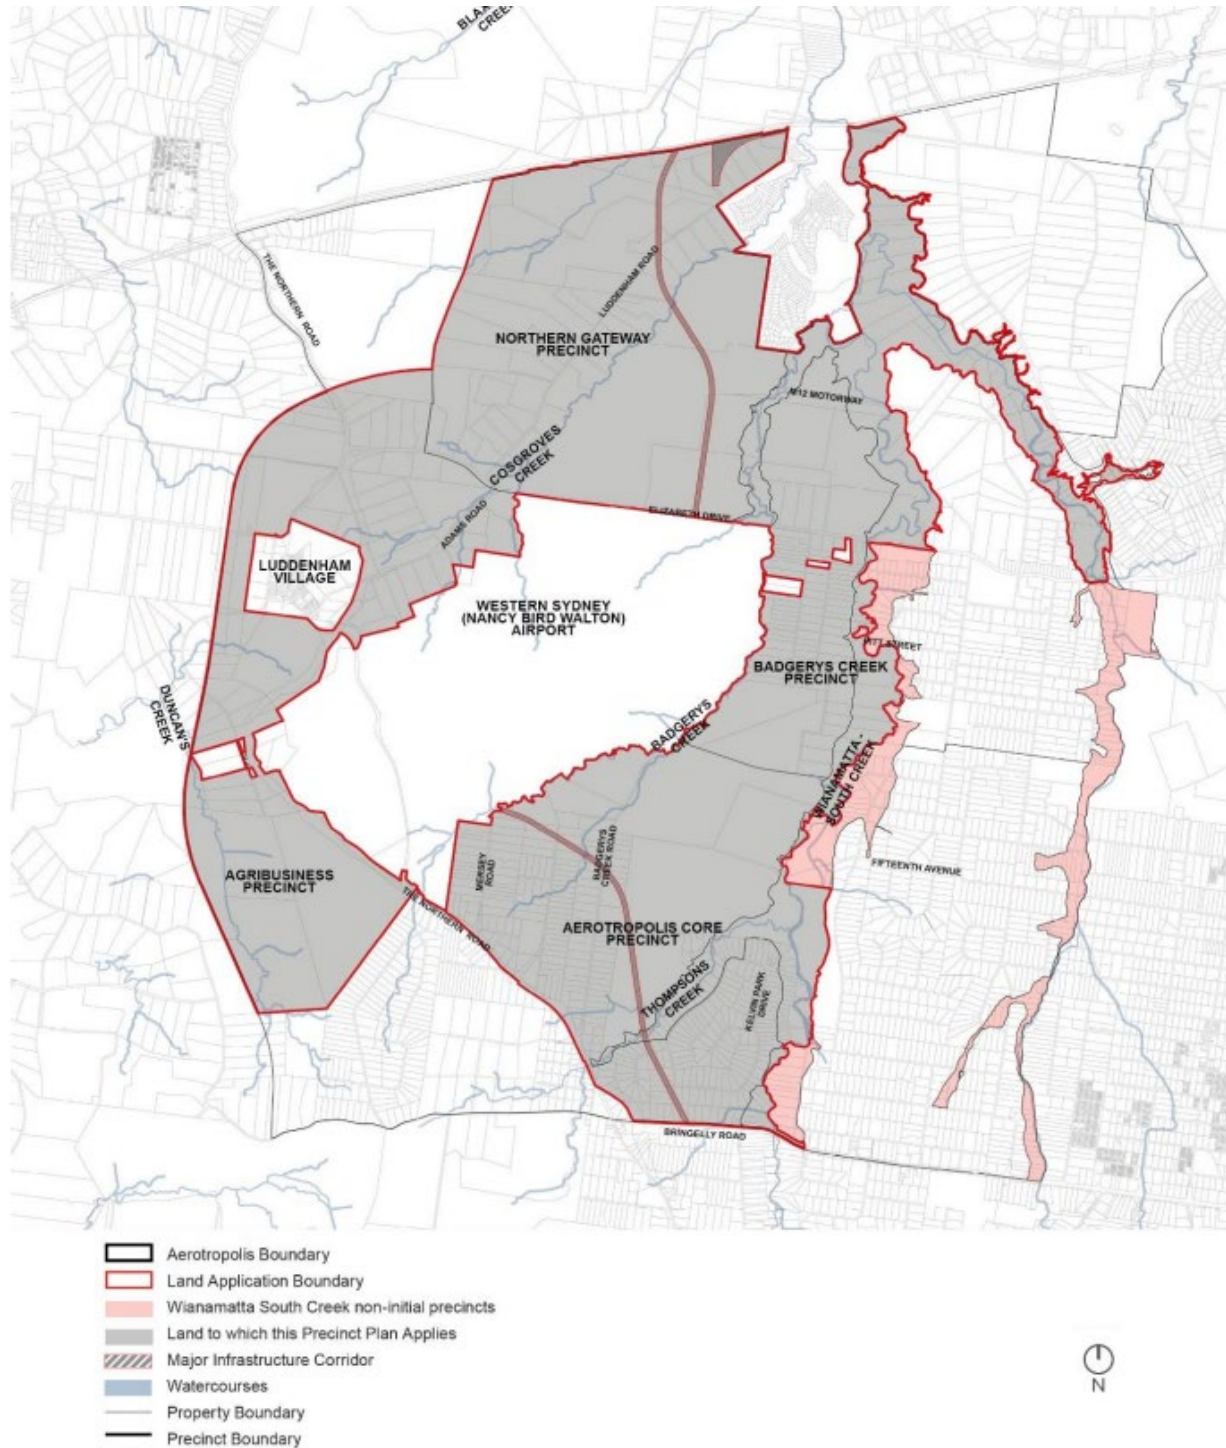 BLA
CREE
THE NORTHERN ROAD
LUDDENHAM ROAD
NORTHERN GATEWAY
PRECINCT
M12 MOTORWAY
COSGROVES
CREEK
ADAMS ROAD
ELIZABETH DRIVE
LUDDENHAM
VILLAGE
WESTERN SYDNEY
(NANCY BIRD WALTON)
AIRPORT
PITT STREET
BADGERYS CREEK
PRECINCT
DUNCAN'S
CREEK
BADGERYS
CREEK
WIANAMATTA -
SOUTH CREEK
MERSEY
ROAD
BADGERYS
CREEK ROAD
FIFTEENTH AVENUE
AGRIBUSINESS
PRECINCT
THE NORTHERN ROAD
AEROTROPOLIS CORE
PRECINCT
THOMPSONS
CREEK
KELVIN PARK
DRIVE
BRINGELLY ROAD
Aerotropolis Boundary
Land Application Boundary
Wianamatta South Creek non-initial precincts
Land to which this Precinct Plan Applies
Major Infrastructure Corridor
Watercourses
Property Boundary
Precinct Boundary
N